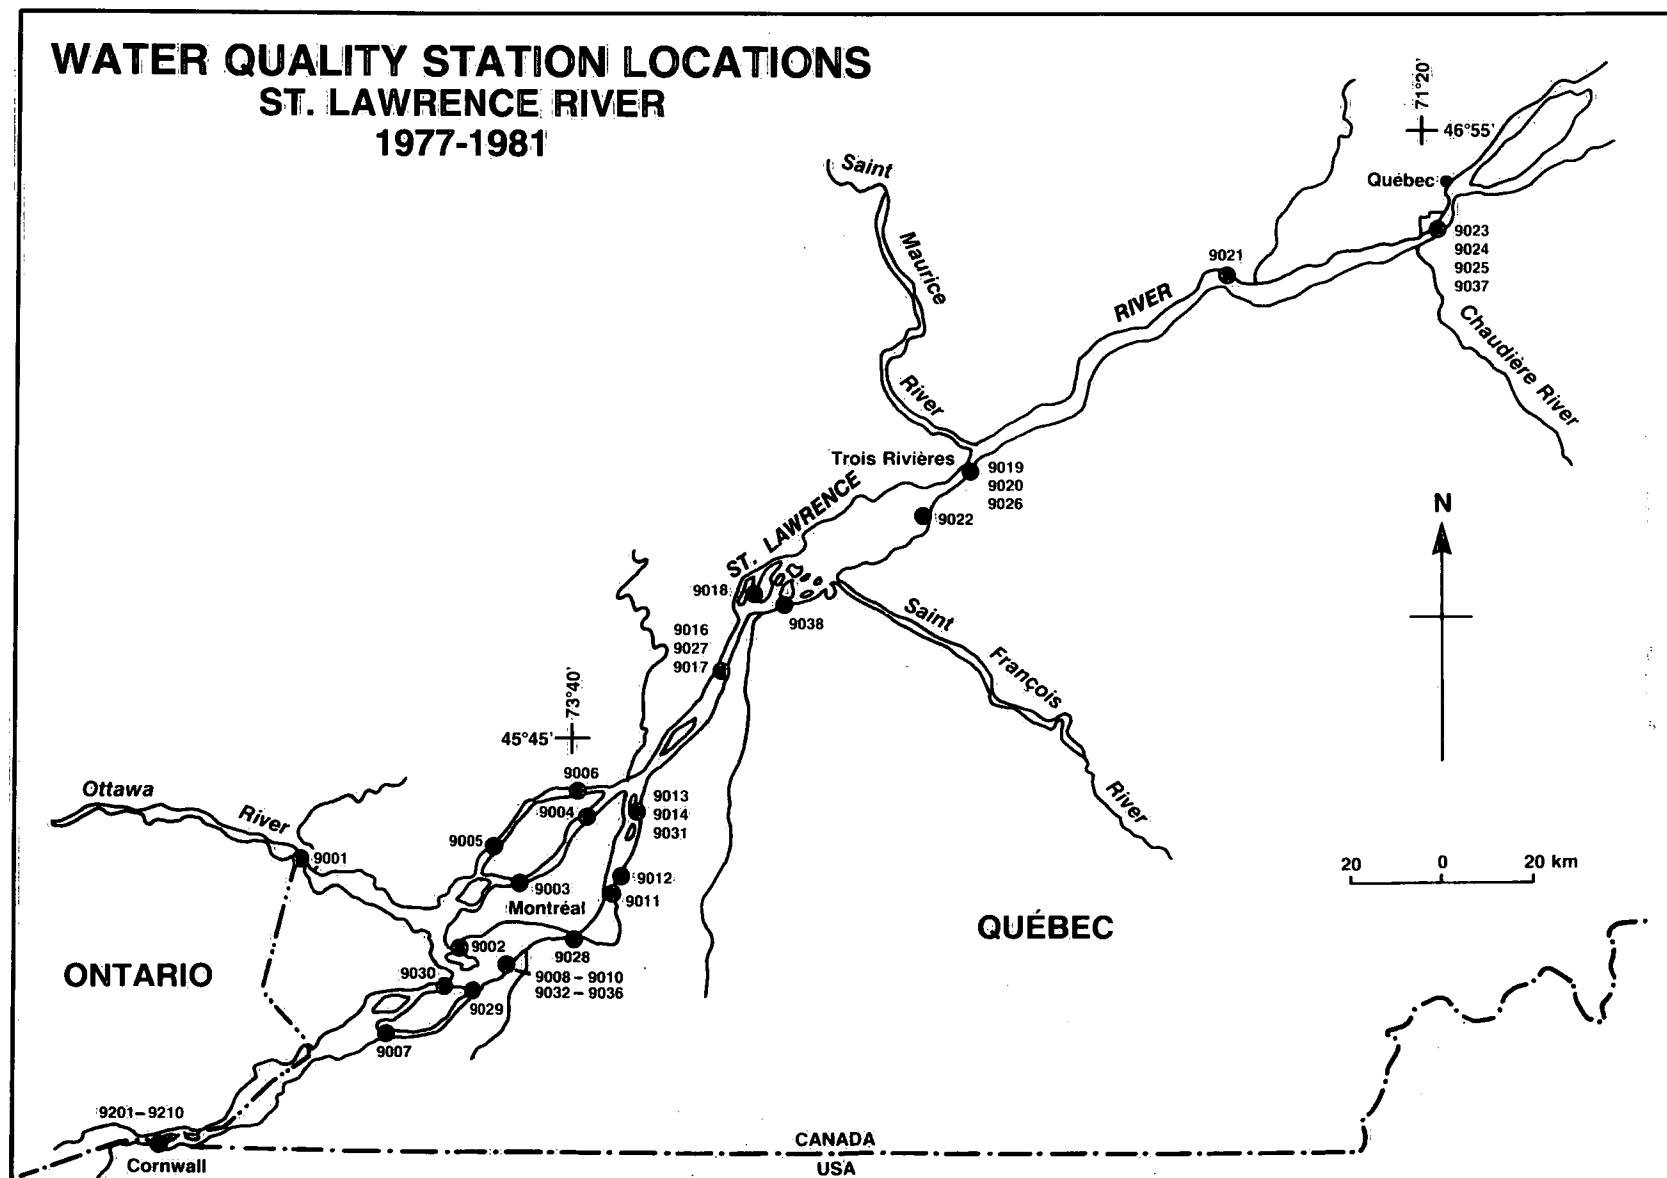 WATER QUALITY STATION LOCATIONS
ST. LAWRENCE RIVER
1977-1981
71°20'
46°55'
Québec
Saint
Maurice
River
9023
9024
9025
9037
9021
RIVER
Chaudière River
Trois Rivières
9019
9020
9026
9022
ST. LAWRENCE
N
9018
9038
Saint
François
River
9016
9027
9017
73°40'
45°45'
Ottawa
River
9006
9004
9013
9014
9031
9005
9001
9003
9012
9011
Montréal
20 0 20 km
QUÉBEC
ONTARIO
9002
9028
9030
9008–9010
9032–9036
9029
9007
9201–9210
Cornwall
CANADA
USA